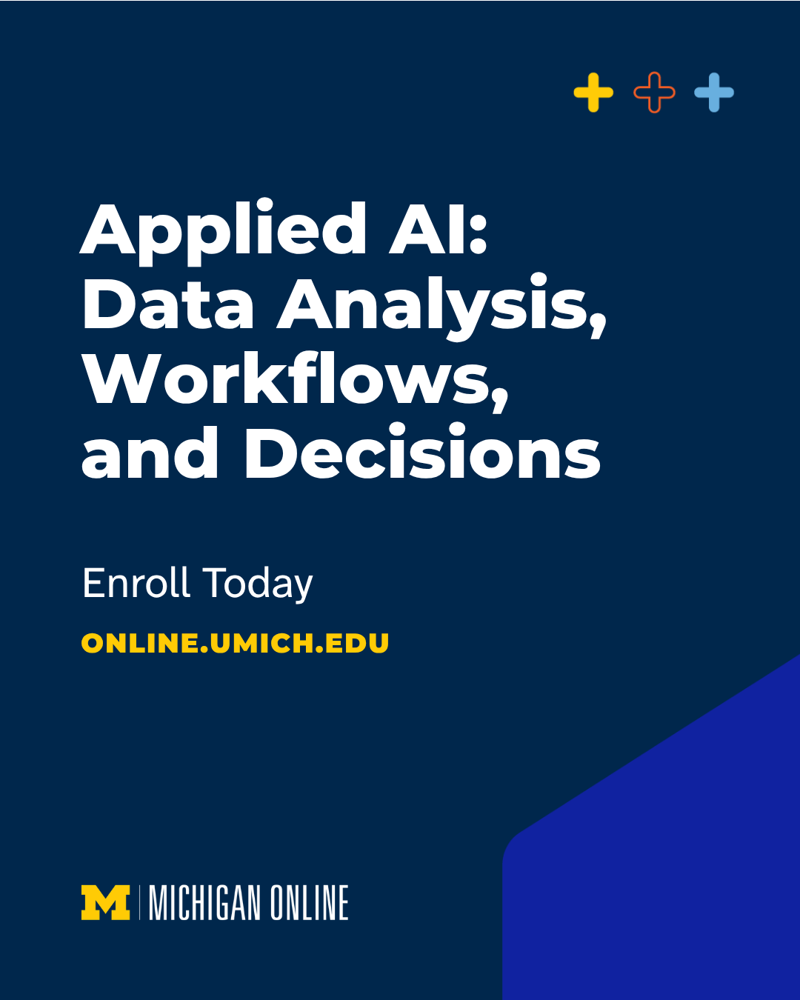 Applied AI:
Data Analysis,
Workflows,
and Decisions
Enroll Today
ONLINE.UMICH.EDU
M | MICHIGAN ONLINE